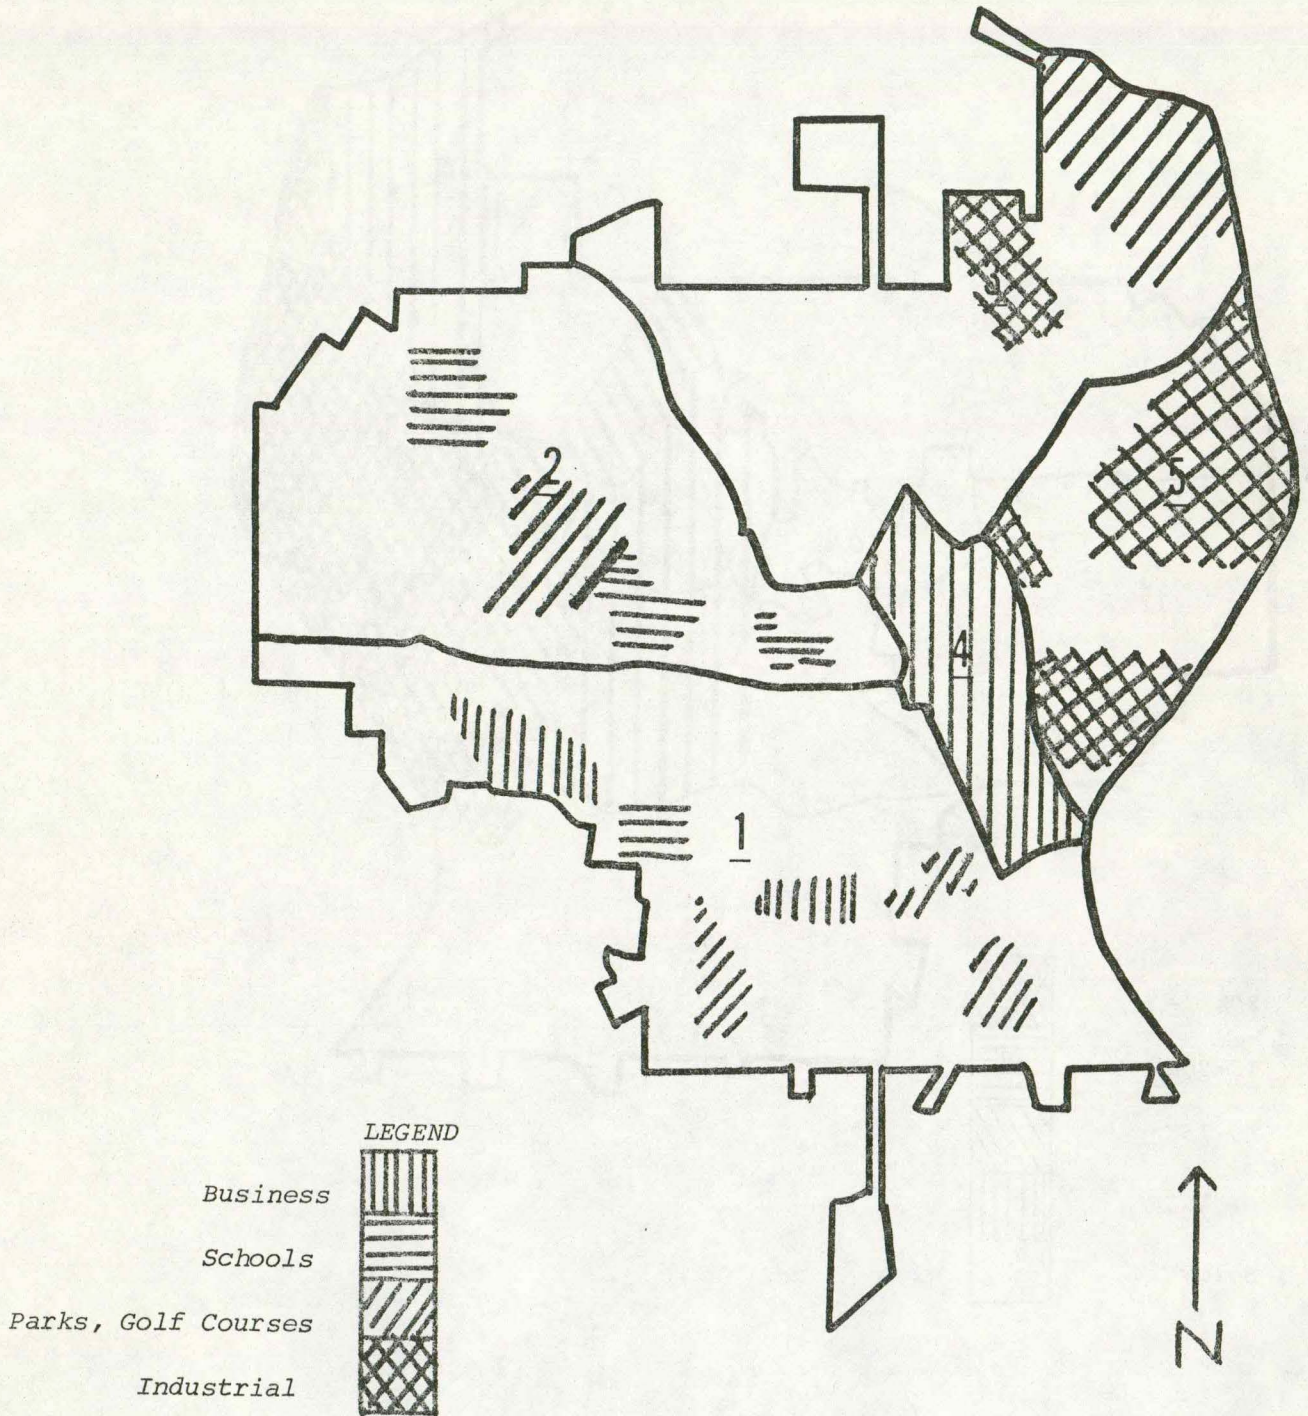 3
2
5
4
1
LEGEND
Business
Schools
Parks, Golf Courses
Industrial
N